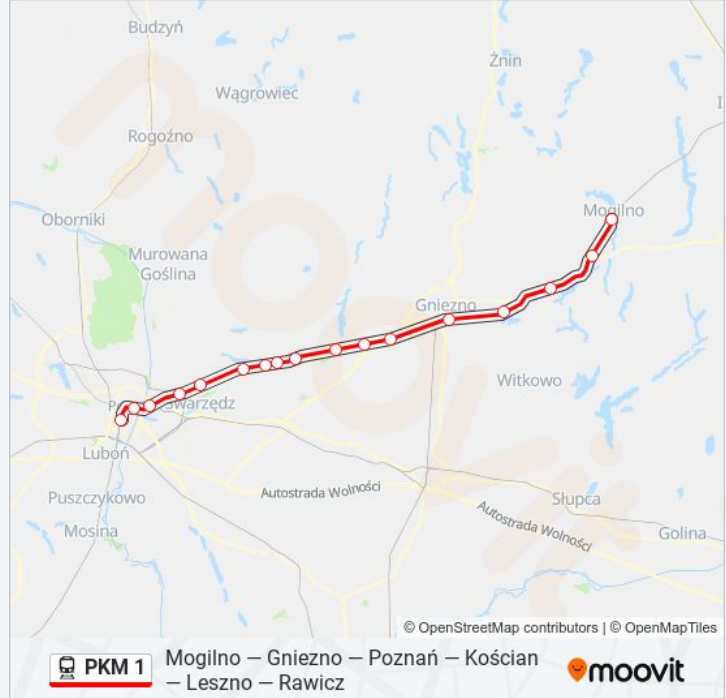 Budzyń
Żnin
Wągrowiec
Rogoźno
Mogilno
Oborniki
Murowana
Goślina
Gniezno
Witkowo
Swarzędz
Luboń
Autostrada Wolności
Puszczykowo
Słupca
Mosina
Autostrada Wolności
Golina
© OpenStreetMap contributors | © OpenMapTiles
PKM 1
Mogilno — Gniezno — Poznań — Kościan
— Leszno — Rawicz
moovit